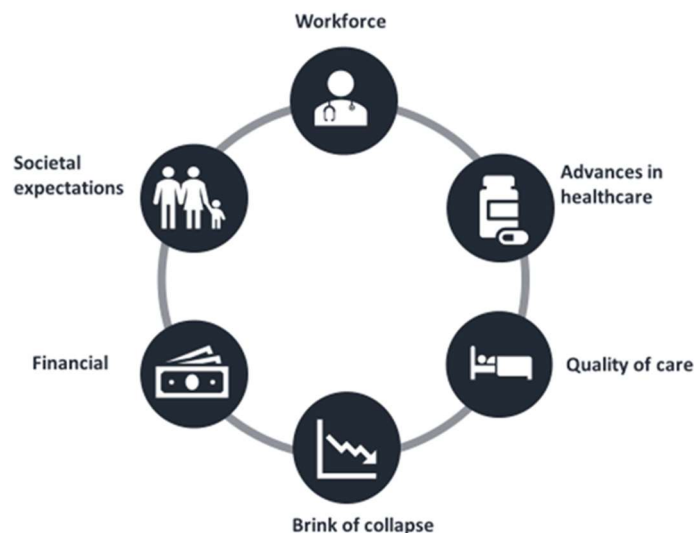 Workforce
Societal
expectations
Advances in
healthcare
Financial
Quality of care
Brink of collapse